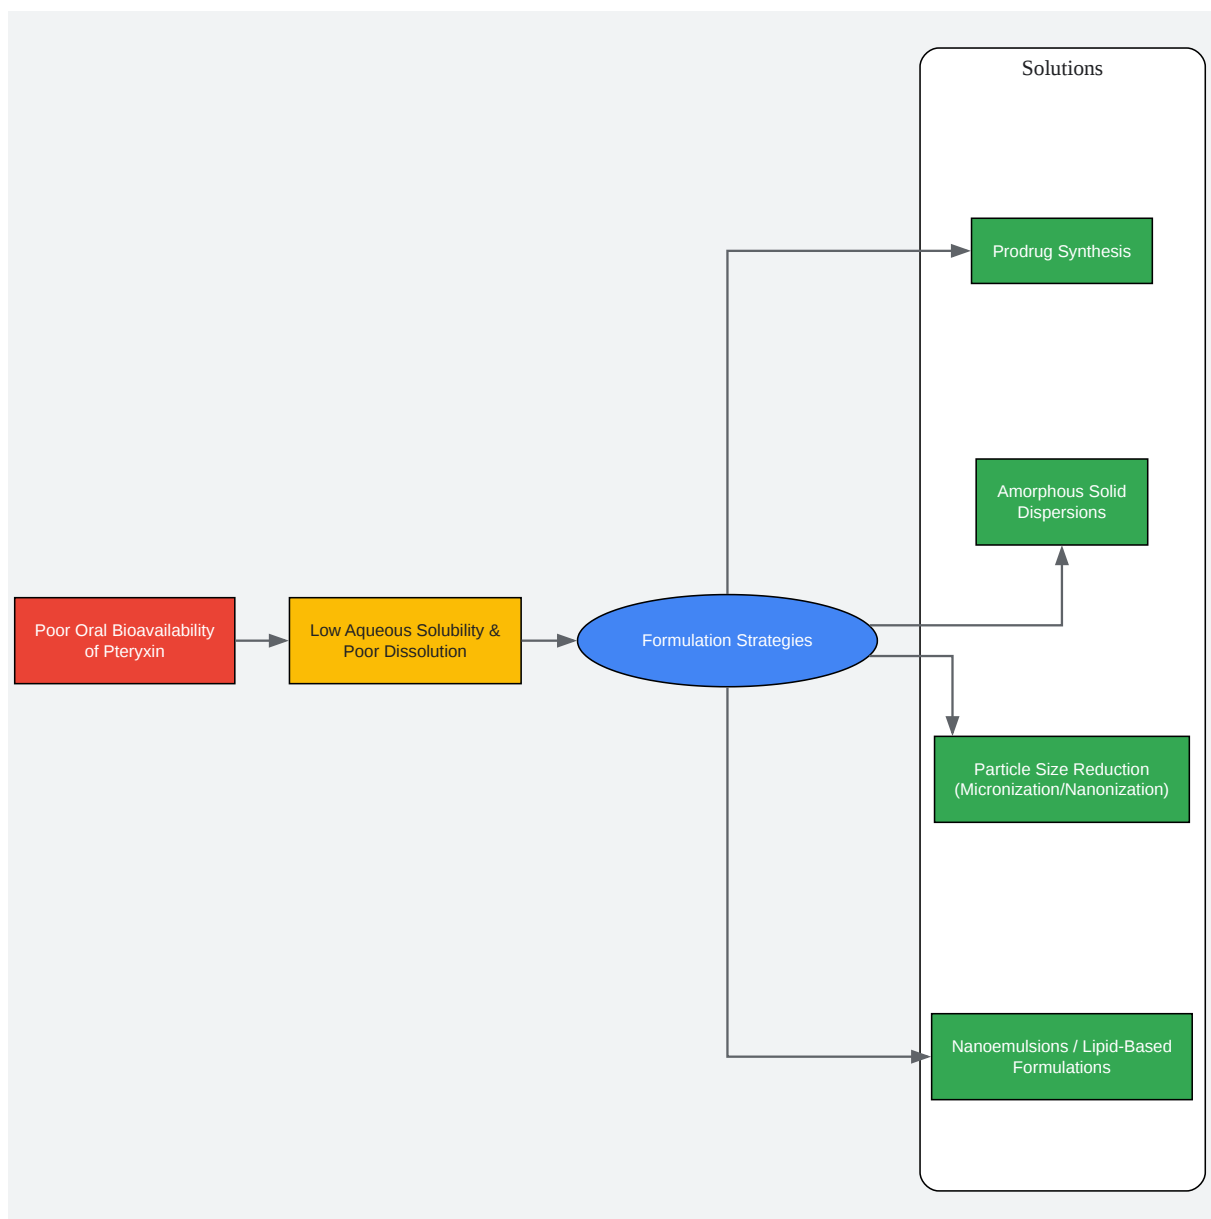 Solutions
Prodrug Synthesis
Amorphous Solid
Dispersions
Poor Oral Bioavailability
of Pteryxin
Low Aqueous Solubility &
Poor Dissolution
Formulation Strategies
Particle Size Reduction
(Micronization/Nanonization)
Nanoemulsions / Lipid-Based
Formulations